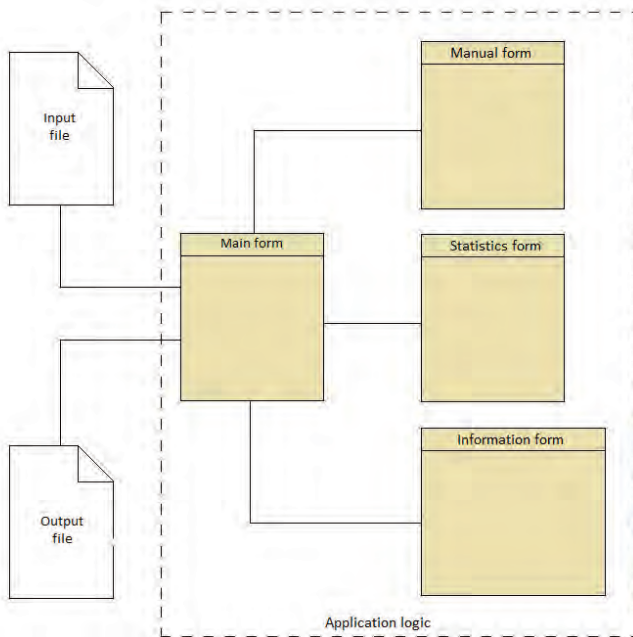 Manual form
Input
file
Main form
Statistics form
Information form
Output
file
Application logic